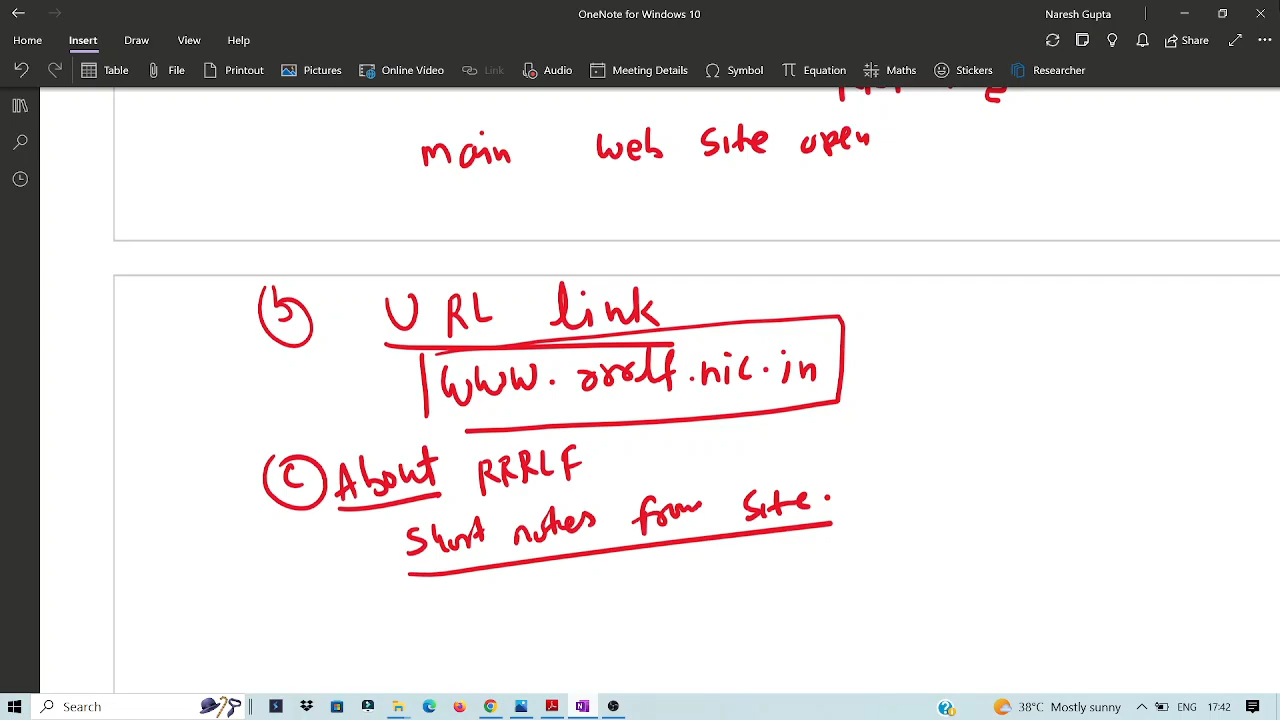 OneNote for Windows 10
Naresh Gupta
Home Insert Draw View Help
Share
Table File Printout Pictures Online Video Link Audio Meeting Details Symbol Equation Maths Stickers Researcher
main web site open
(b) URL link
www.rrrlf.nic.in
(c) About RRRLF
Short notes from site.
Search
38°C Mostly sunny ENG 17:21